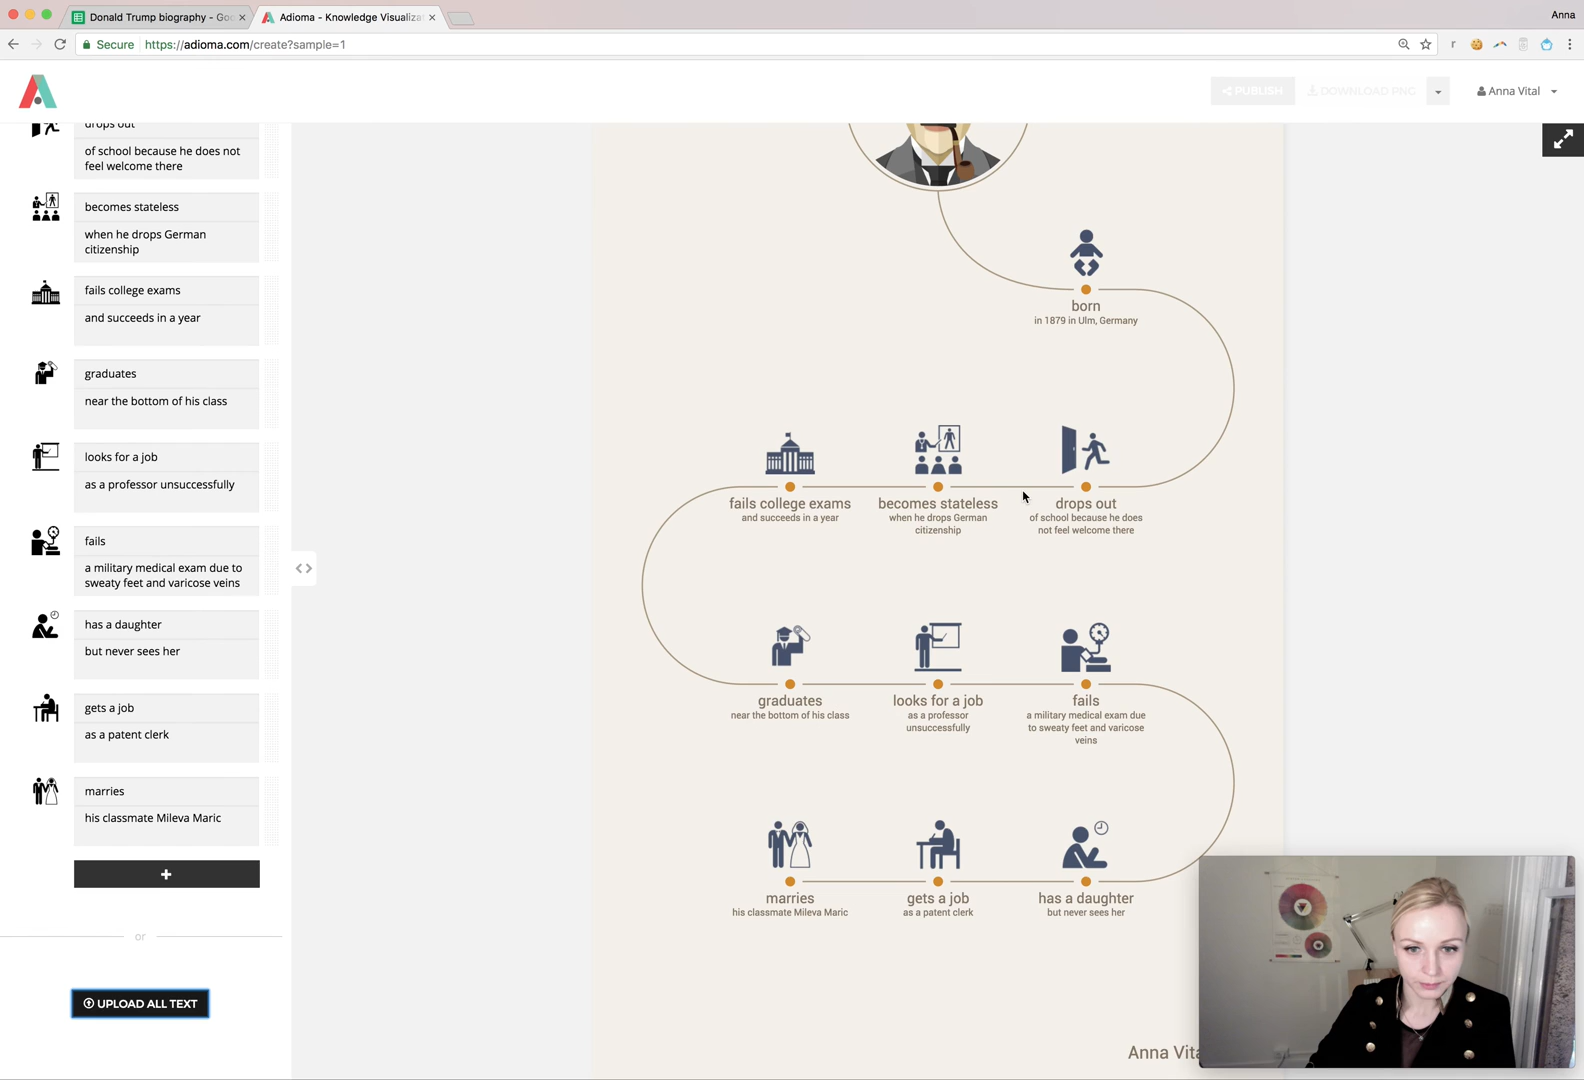 Donald Trump biography - Goo
Adioma - Knowledge Visualizat
Anna
Secure
https://adioma.com/create?sample=1
PUBLISH
DOWNLOAD PNG
Anna Vital
drops out
of school because he does not
feel welcome there
becomes stateless
when he drops German
citizenship
fails college exams
and succeeds in a year
graduates
near the bottom of his class
looks for a job
as a professor unsuccessfully
fails
a military medical exam due to
sweaty feet and varicose veins
has a daughter
but never sees her
gets a job
as a patent clerk
marries
his classmate Mileva Maric
+
or
UPLOAD ALL TEXT
born
in 1879 in Ulm, Germany
fails college exams
and succeeds in a year
becomes stateless
when he drops German
citizenship
drops out
of school because he does
not feel welcome there
graduates
near the bottom of his class
looks for a job
as a professor
unsuccessfully
fails
a military medical exam due
to sweaty feet and varicose
veins
marries
his classmate Mileva Maric
gets a job
as a patent clerk
has a daughter
but never sees her
Anna Vita